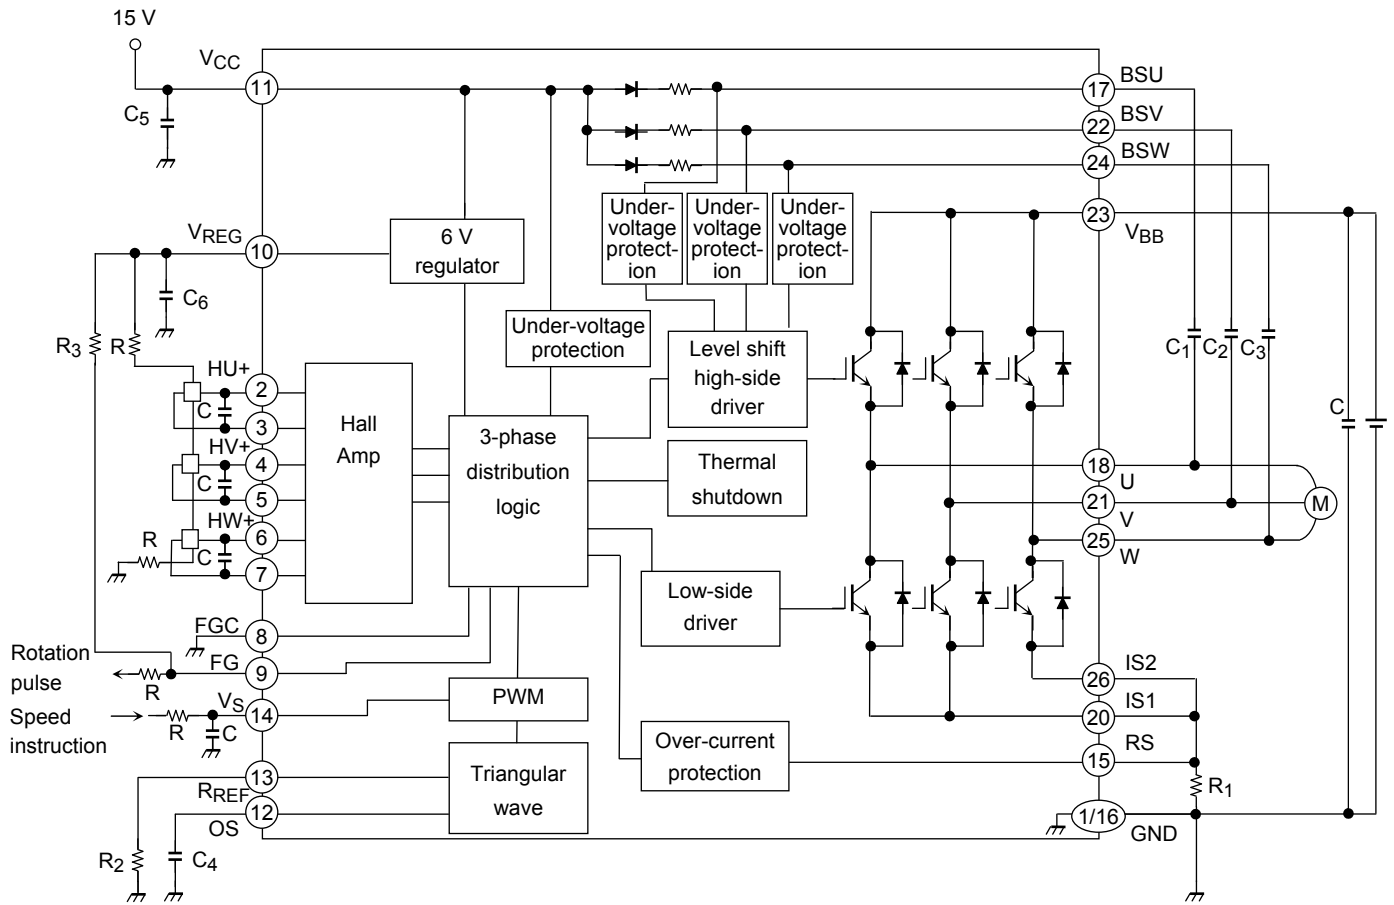 15 V
VCC
11
C5
BSU
17
BSV
22
BSW
24
Under-
voltage
protect-
ion
Under-
voltage
protect-
ion
Under-
voltage
protect-
ion
23
VBB
VREG
10
6 V
regulator
C6
R3
R
Under-voltage
protection
Level shift
high-side
driver
C1
C2
C3
C
HU+
2
C
3
HV+
4
C
5
HW+
6
R
C
7
Hall
Amp
3-phase
distribution
logic
Thermal
shutdown
18
U
21
V
25
W
M
Low-side
driver
FGC
8
Rotation
pulse
R
FG
9
Speed
instruction
R
VS
14
C
PWM
26
IS2
20
IS1
Over-current
protection
15
RS
R1
13
RREF
12
OS
Triangular
wave
1/16
GND
R2
C4